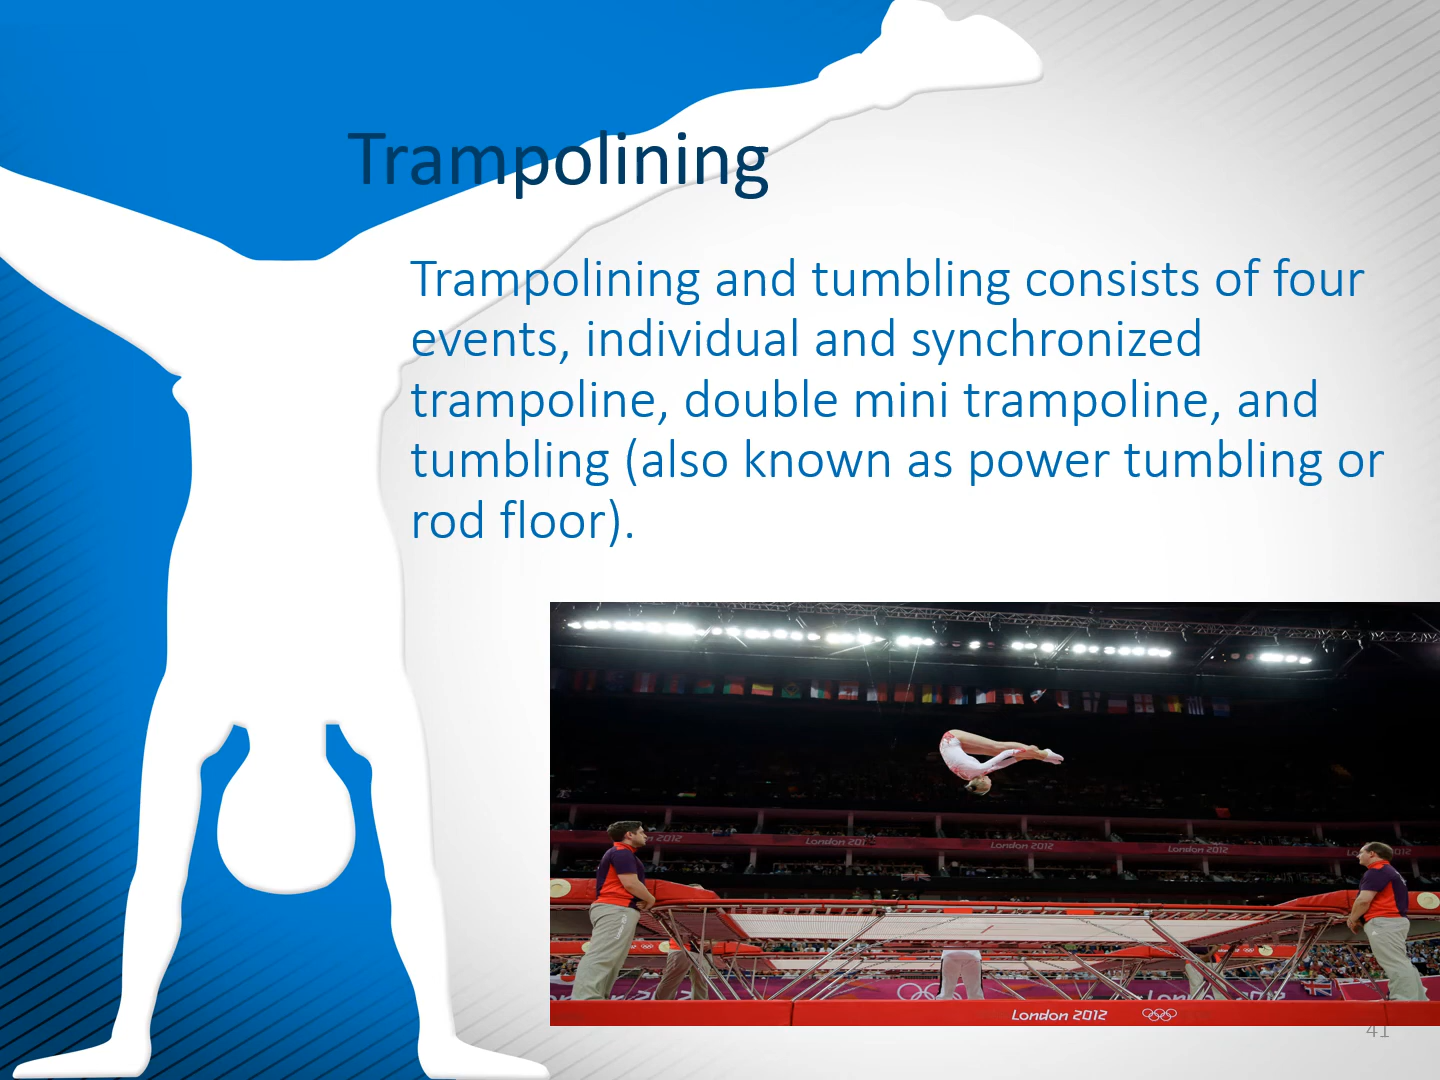 Trampolining
Trampolining and tumbling consists of four
events, individual and synchronized
trampoline, double mini trampoline, and
tumbling (also known as power tumbling or
rod floor).
London 2012
London 2012
London 2012
London 2012
41